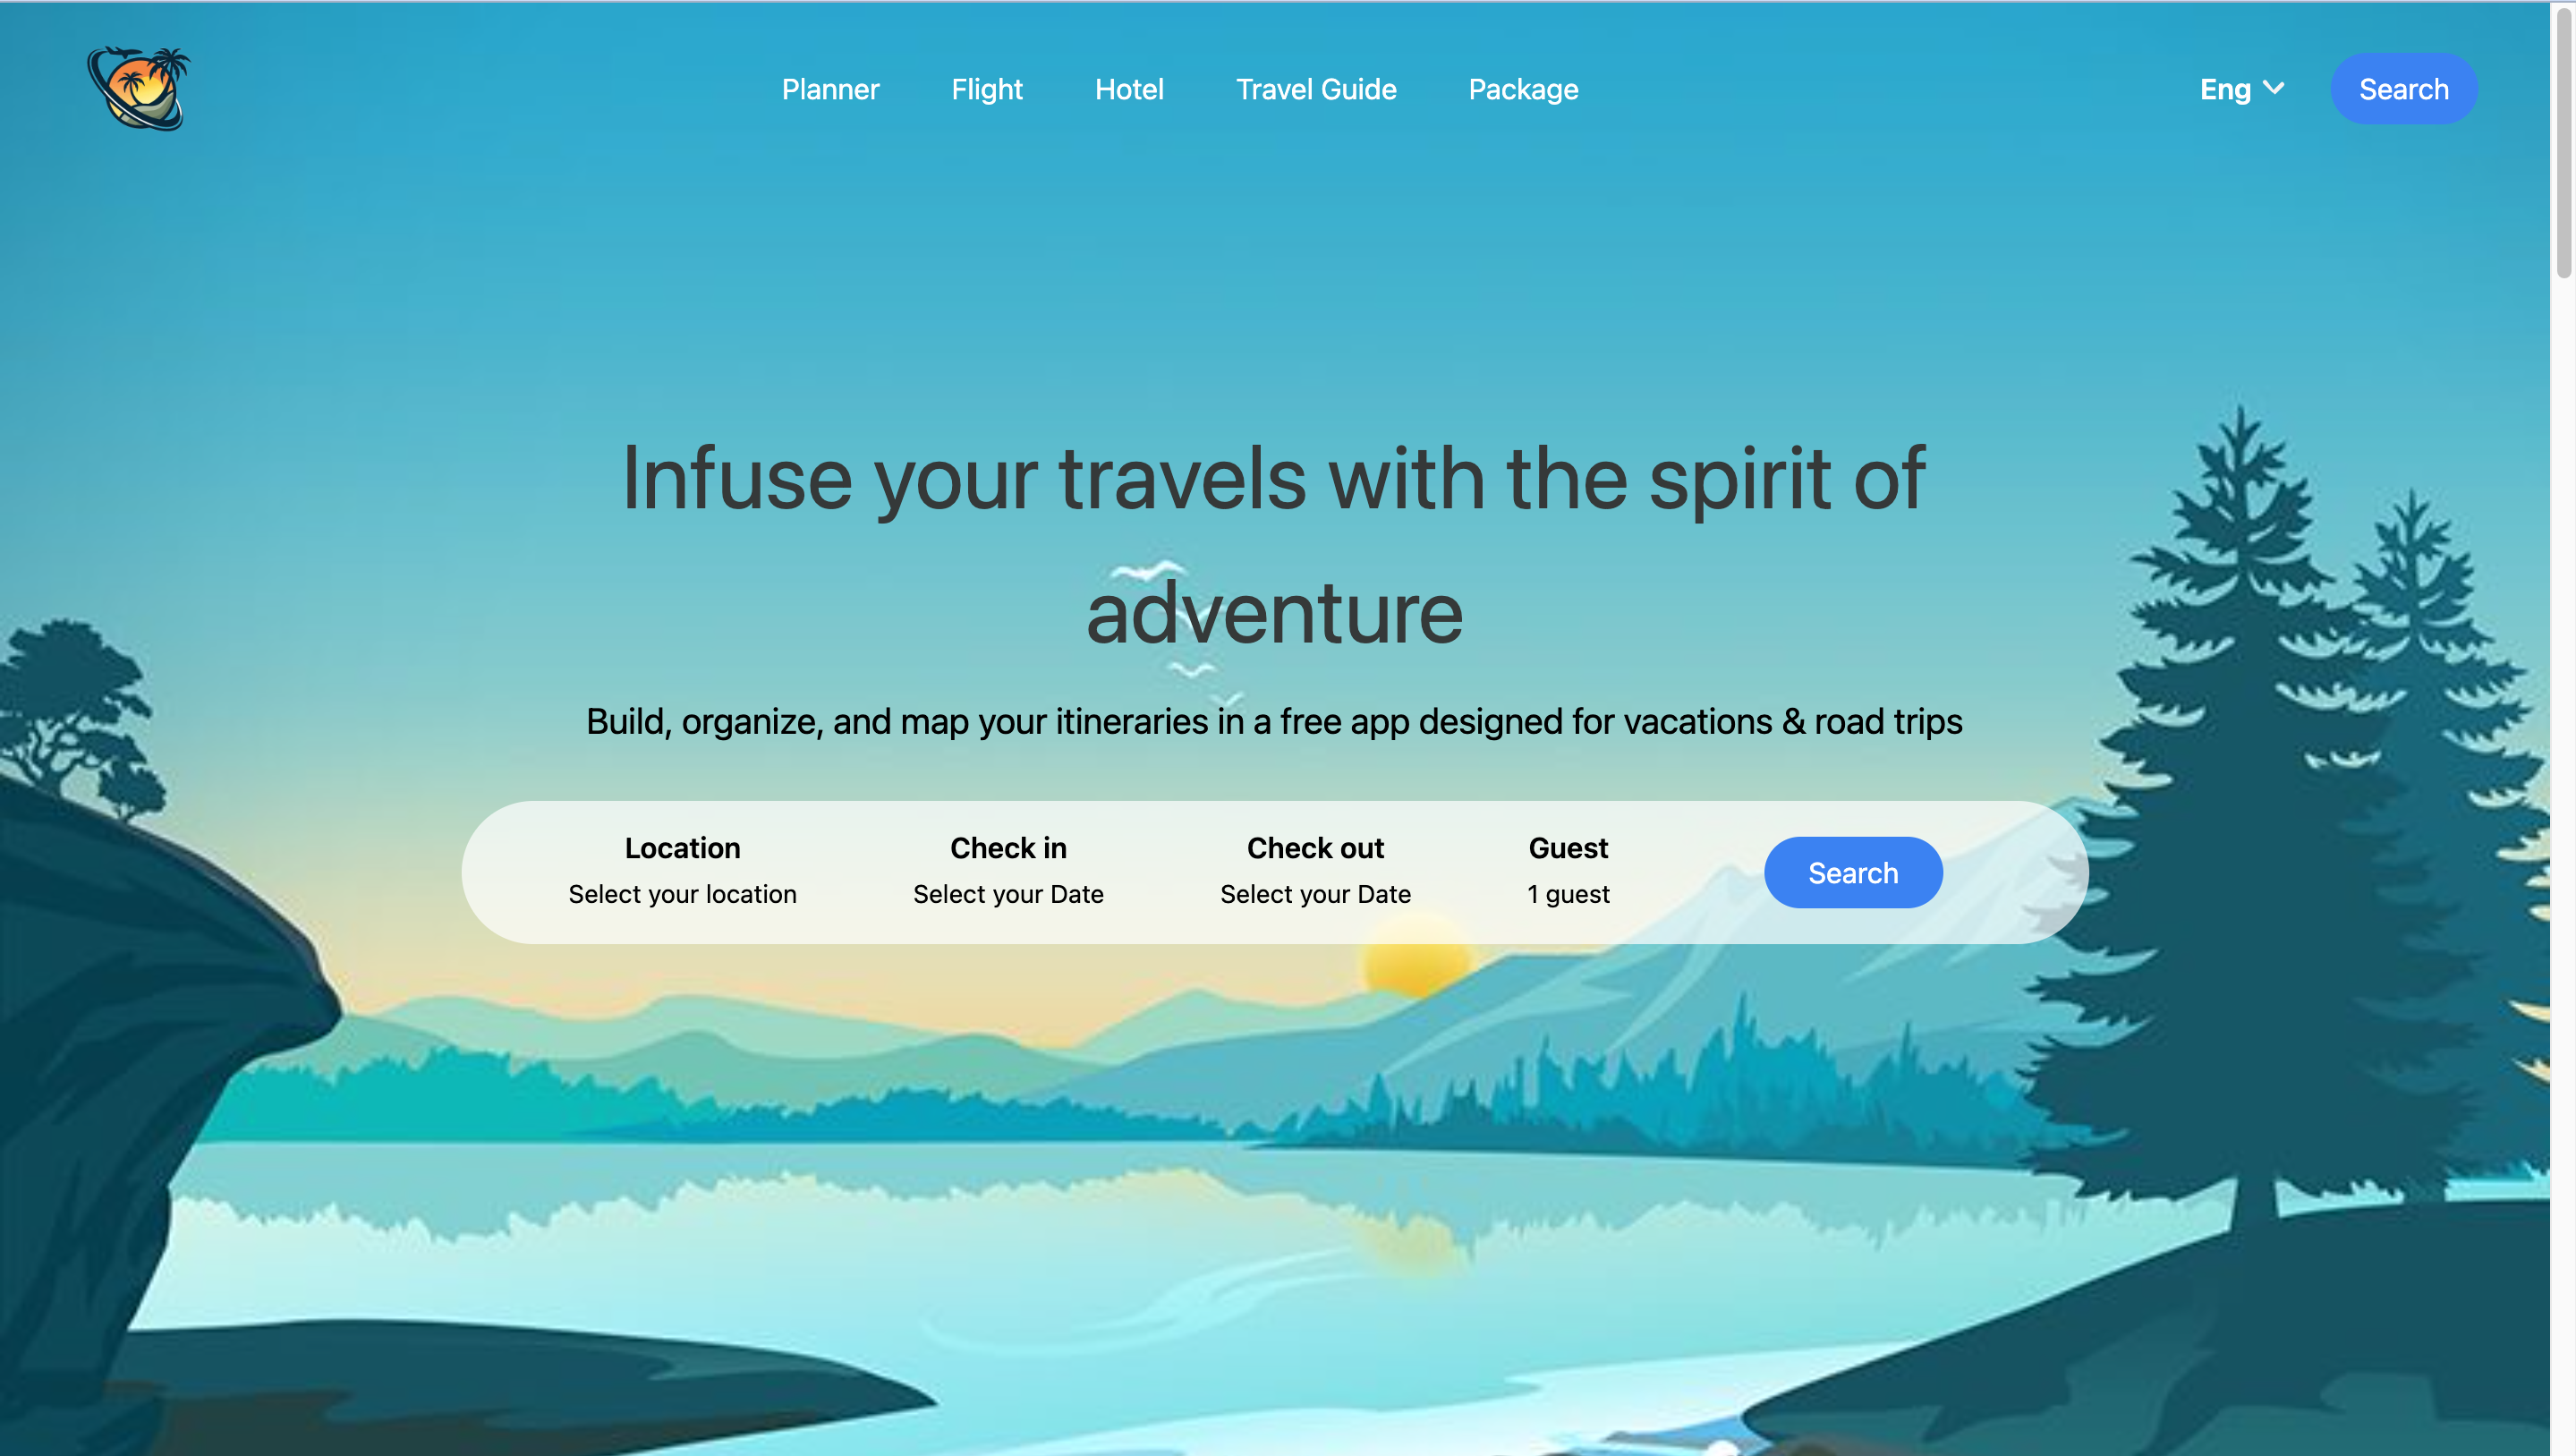 Planner Flight Hotel Travel Guide Package Eng Search
Infuse your travels with the spirit of
adventure
Build, organize, and map your itineraries in a free app designed for vacations & road trips
Location Check in Check out Guest
Select your location Select your Date Select your Date 1 guest
Search